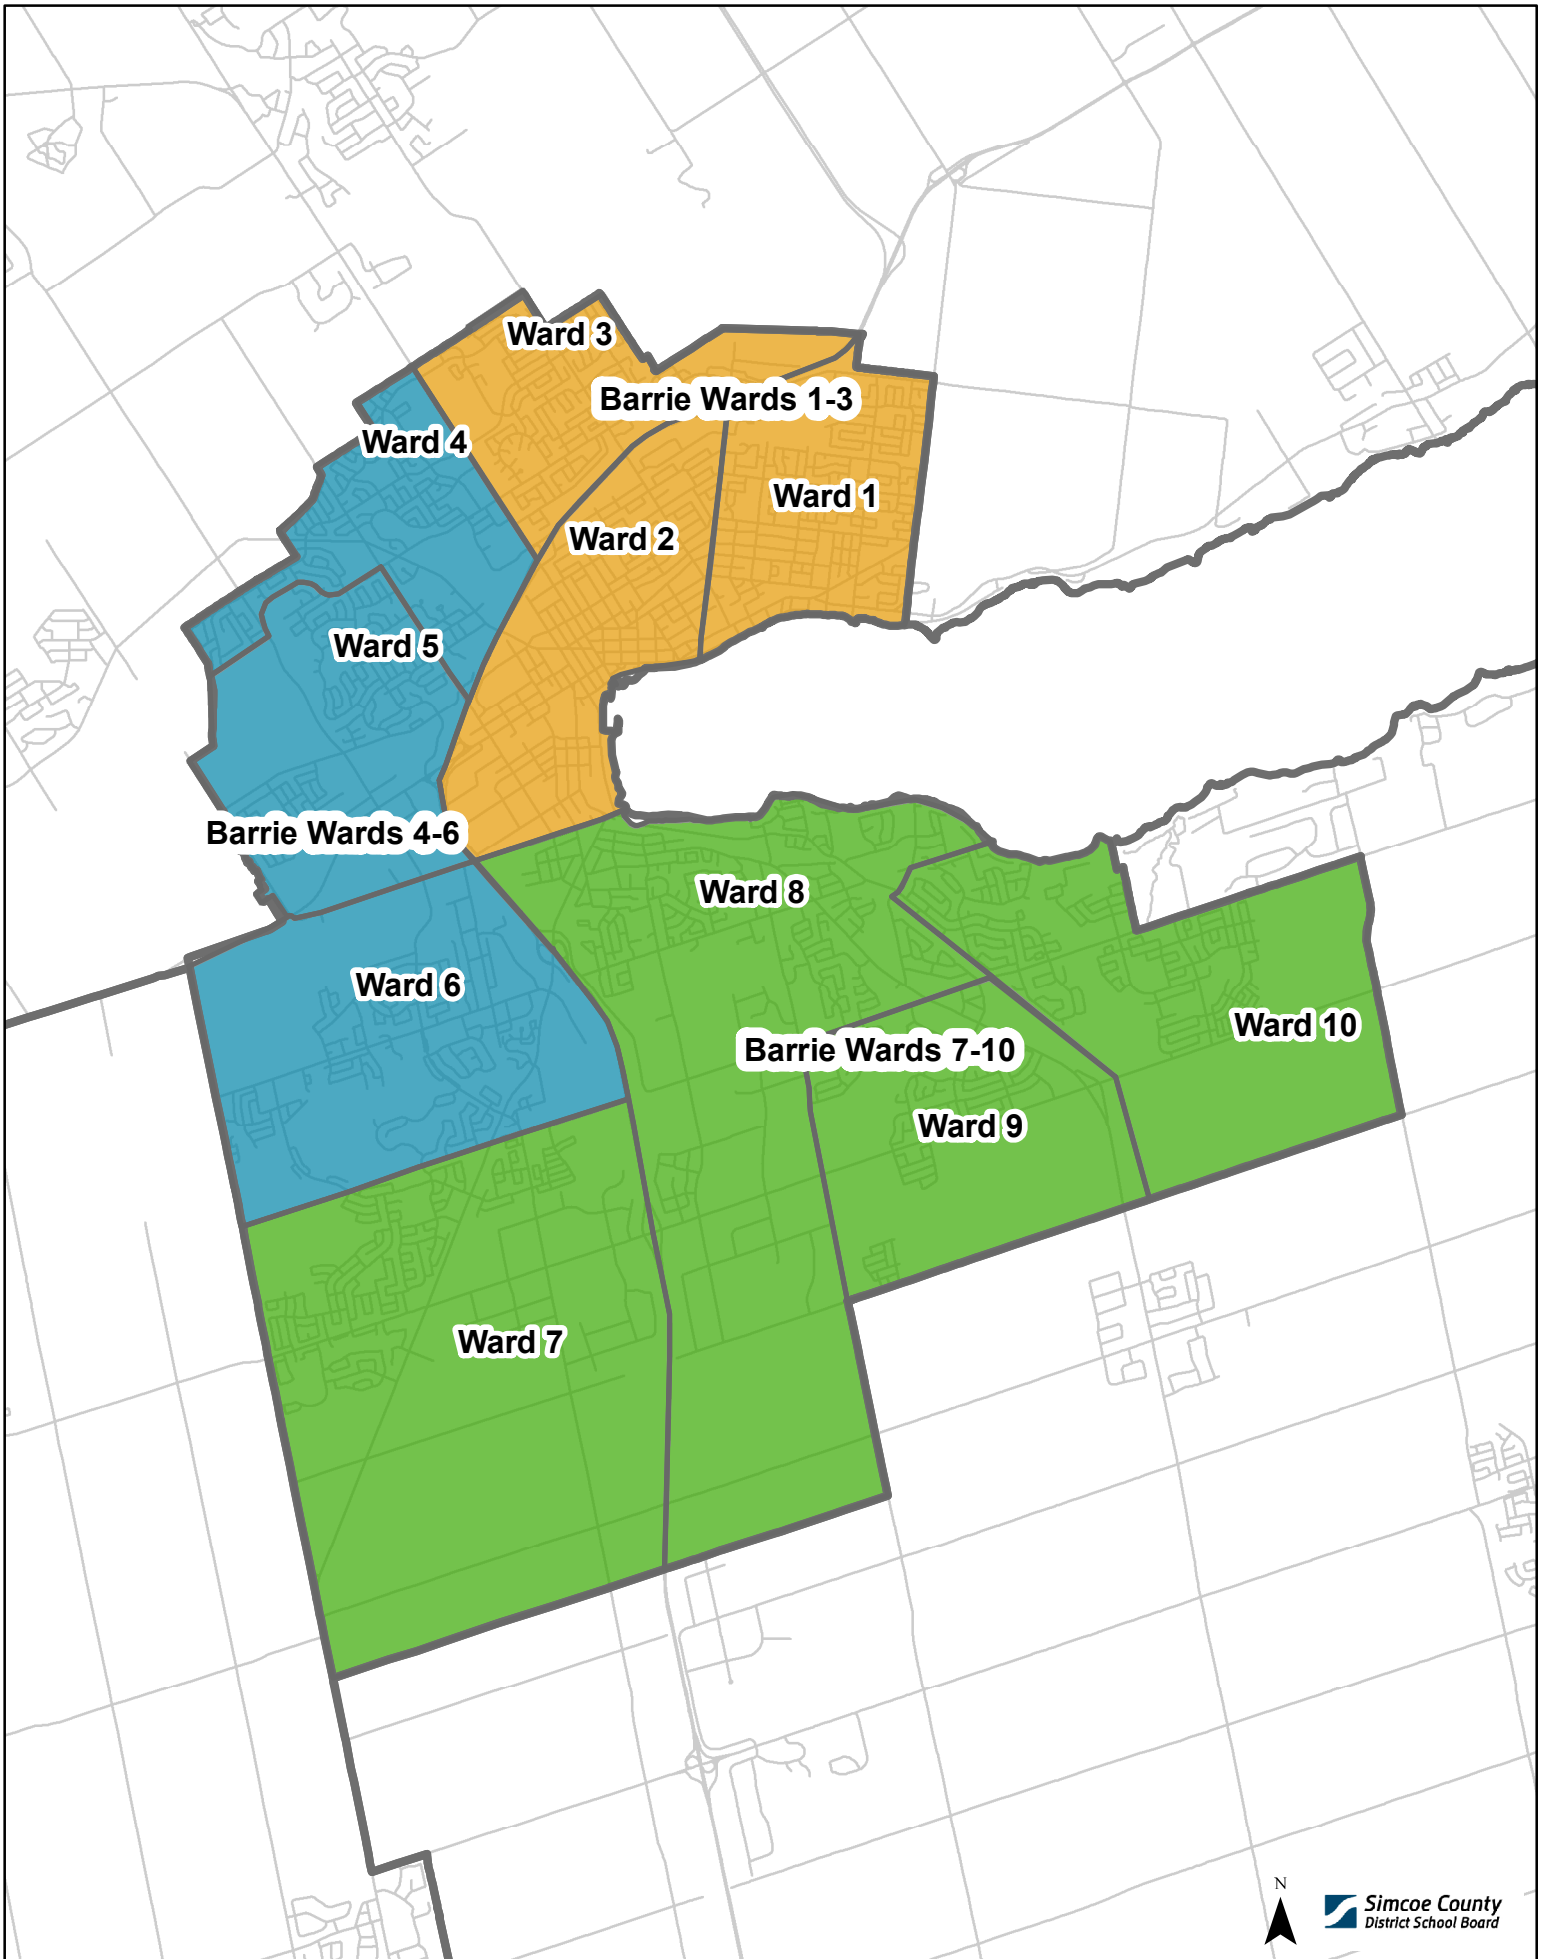 Ward 3
Barrie Wards 1-3
Ward 4
Ward 1
Ward 2
Ward 5
Barrie Wards 4-6
Ward 8
Ward 6
Ward 10
Barrie Wards 7-10
Ward 9
Ward 7
N
Simcoe County
District School Board